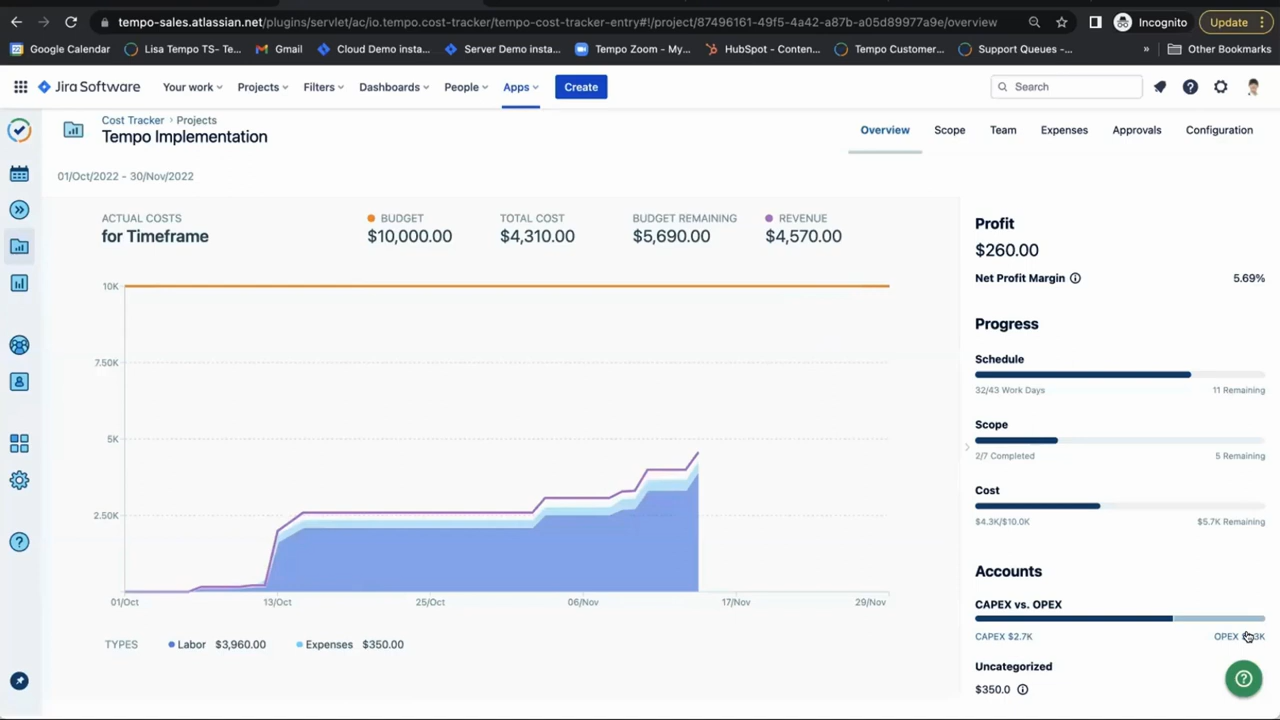 tempo-sales.atlassian.net/plugins/servlet/ac/io.tempo.cost-tracker/tempo-cost-tracker-entry#!/project/87496161-49f5-4a42-a87b-a05d89977a9e/overview
Incognito
Update
Google Calendar
Lisa Tempo TS- Te...
Gmail
Cloud Demo insta...
Server Demo insta...
Tempo Zoom - My...
HubSpot - Conten...
Tempo Customer...
Support Queues -...
»
Other Bookmarks
Jira Software
Your work
Projects
Filters
Dashboards
People
Apps
Create
Search
Cost Tracker › Projects
Tempo Implementation
Overview
Scope
Team
Expenses
Approvals
Configuration
01/Oct/2022 - 30/Nov/2022
ACTUAL COSTS
for Timeframe
BUDGET
$10,000.00
TOTAL COST
$4,310.00
BUDGET REMAINING
$5,690.00
REVENUE
$4,570.00
10K
7.50K
5K
2.50K
01/Oct
13/Oct
25/Oct
06/Nov
17/Nov
29/Nov
TYPES
Labor $3,960.00
Expenses $350.00
Profit
$260.00
Net Profit Margin
5.69%
Progress
Schedule
32/43 Work Days
11 Remaining
Scope
2/7 Completed
5 Remaining
Cost
$4.3K/$10.0K
$5.7K Remaining
Accounts
CAPEX vs. OPEX
CAPEX $2.7K
OPEX
Uncategorized
$350.0